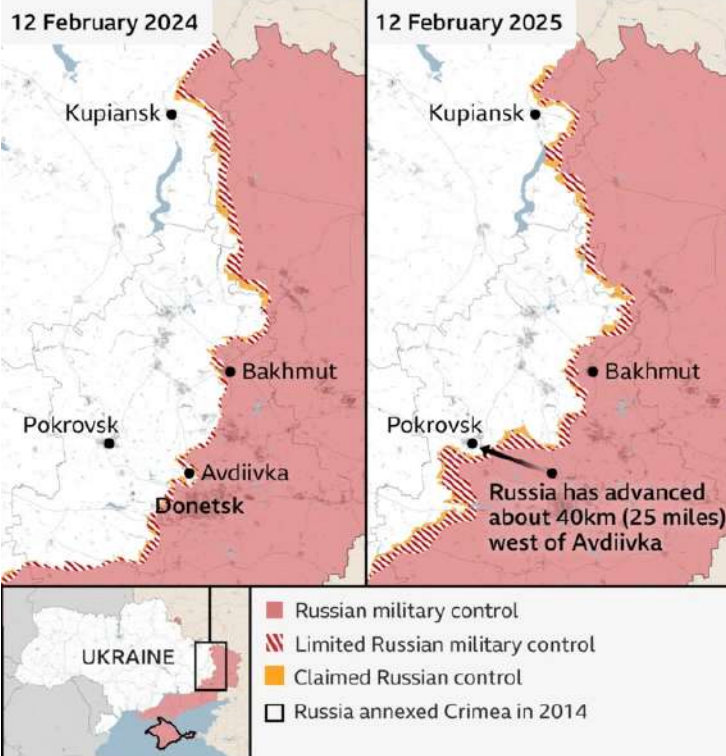 12 February 2024
Kupiansk
Bakhmut
Pokrovsk
Avdiivka
Donetsk
12 February 2025
Kupiansk
Bakhmut
Pokrovsk
Russia has advanced
about 40km (25 miles)
west of Avdiivka
UKRAINE
Russian military control
Limited Russian military control
Claimed Russian control
Russia annexed Crimea in 2014